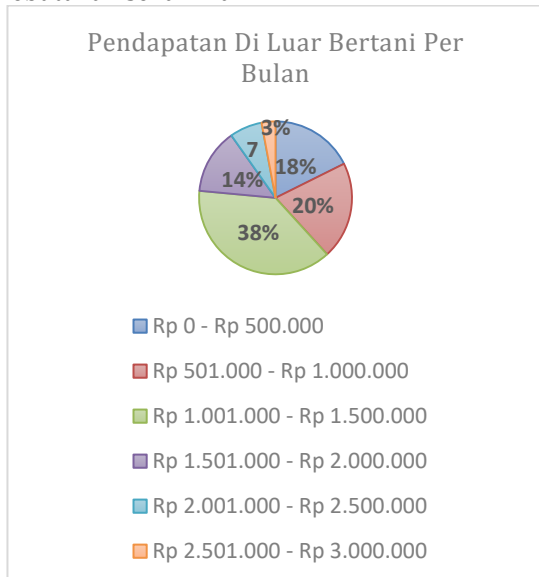 Pendapatan Di Luar Bertani Per
Bulan
3%
7
18%
14%
20%
38%
Rp 0 - Rp 500.000
Rp 501.000 - Rp 1.000.000
Rp 1.001.000 - Rp 1.500.000
Rp 1.501.000 - Rp 2.000.000
Rp 2.001.000 - Rp 2.500.000
Rp 2.501.000 - Rp 3.000.000